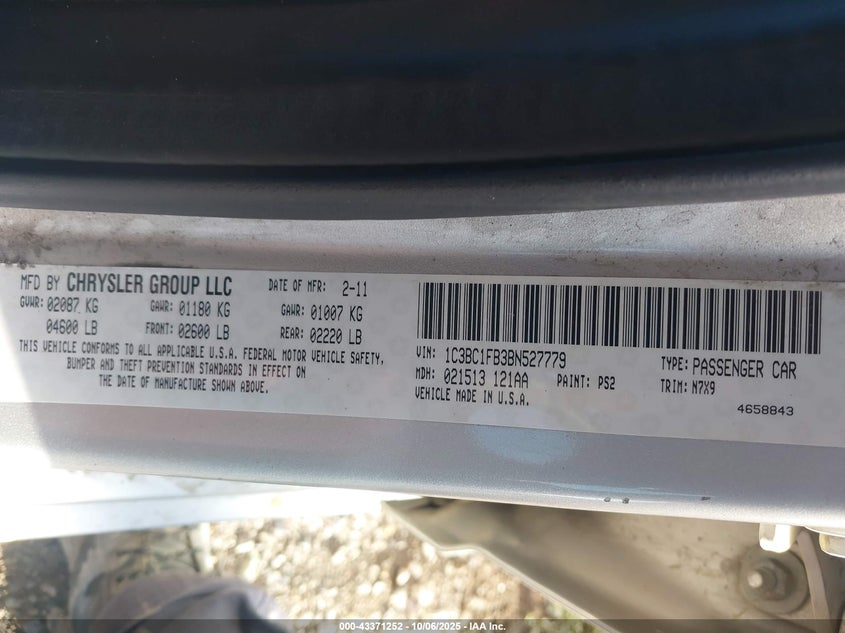 MFD BY CHRYSLER GROUP LLC DATE OF MFR: 2-11
GVWR: 02087 KG GAWR: 01180 KG GAWR: 01007 KG
04600 LB FRONT: 02600 LB REAR: 02220 LB
THIS VEHICLE CONFORMS TO ALL APPLICABLE U.S.A. FEDERAL MOTOR VEHICLE SAFETY,
BUMPER AND THEFT PREVENTION STANDARDS IN EFFECT ON
THE DATE OF MANUFACTURE SHOWN ABOVE.
VIN: 1C3BC1FB3BN527779 TYPE: PASSENGER CAR
MDH: 021513 121AA PAINT: PS2 TRIM: N7X9
VEHICLE MADE IN U.S.A.
4658843
000-43371252 - 10/06/2025 - IAA Inc.